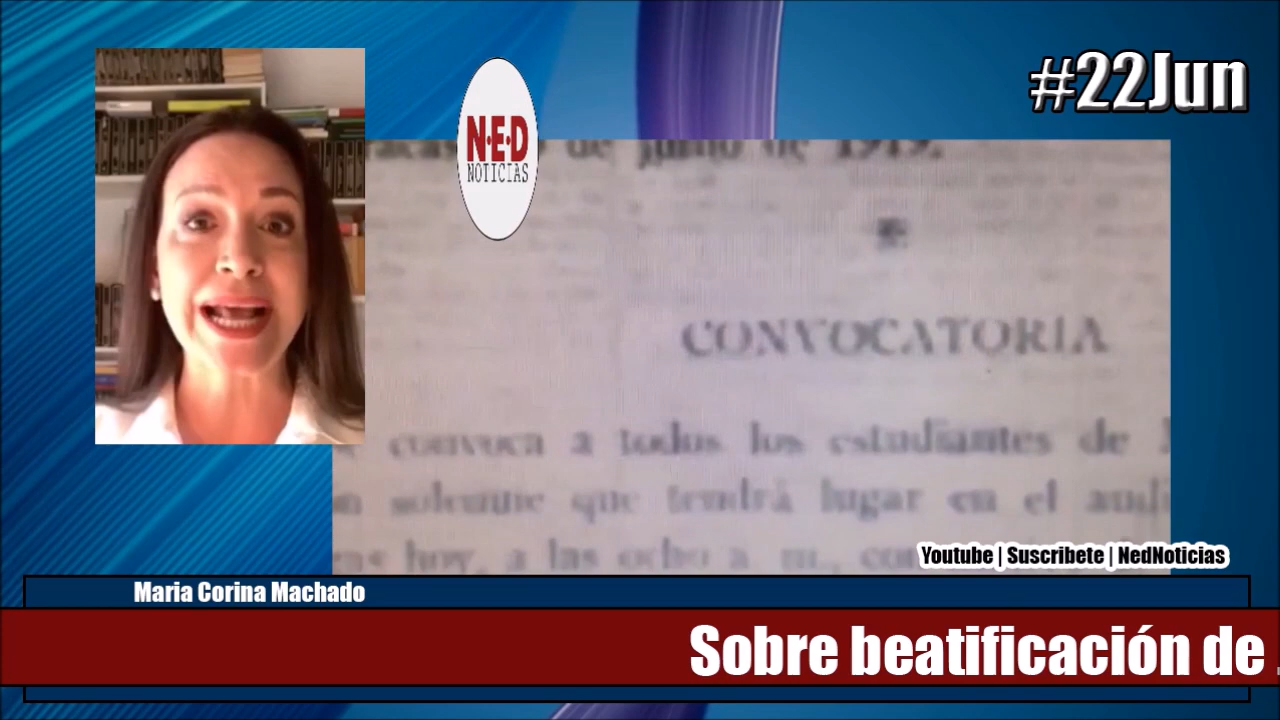 #22Jun
N·E·D
NOTICIAS
de junio de 1919.
CONVOCATORIA
convoca a todos los estudiantes de
solemne que tendrá lugar en el
hoy, a las ocho a m.,
Youtube | Suscribete | NedNoticias
Maria Corina Machado
Sobre beatificación de